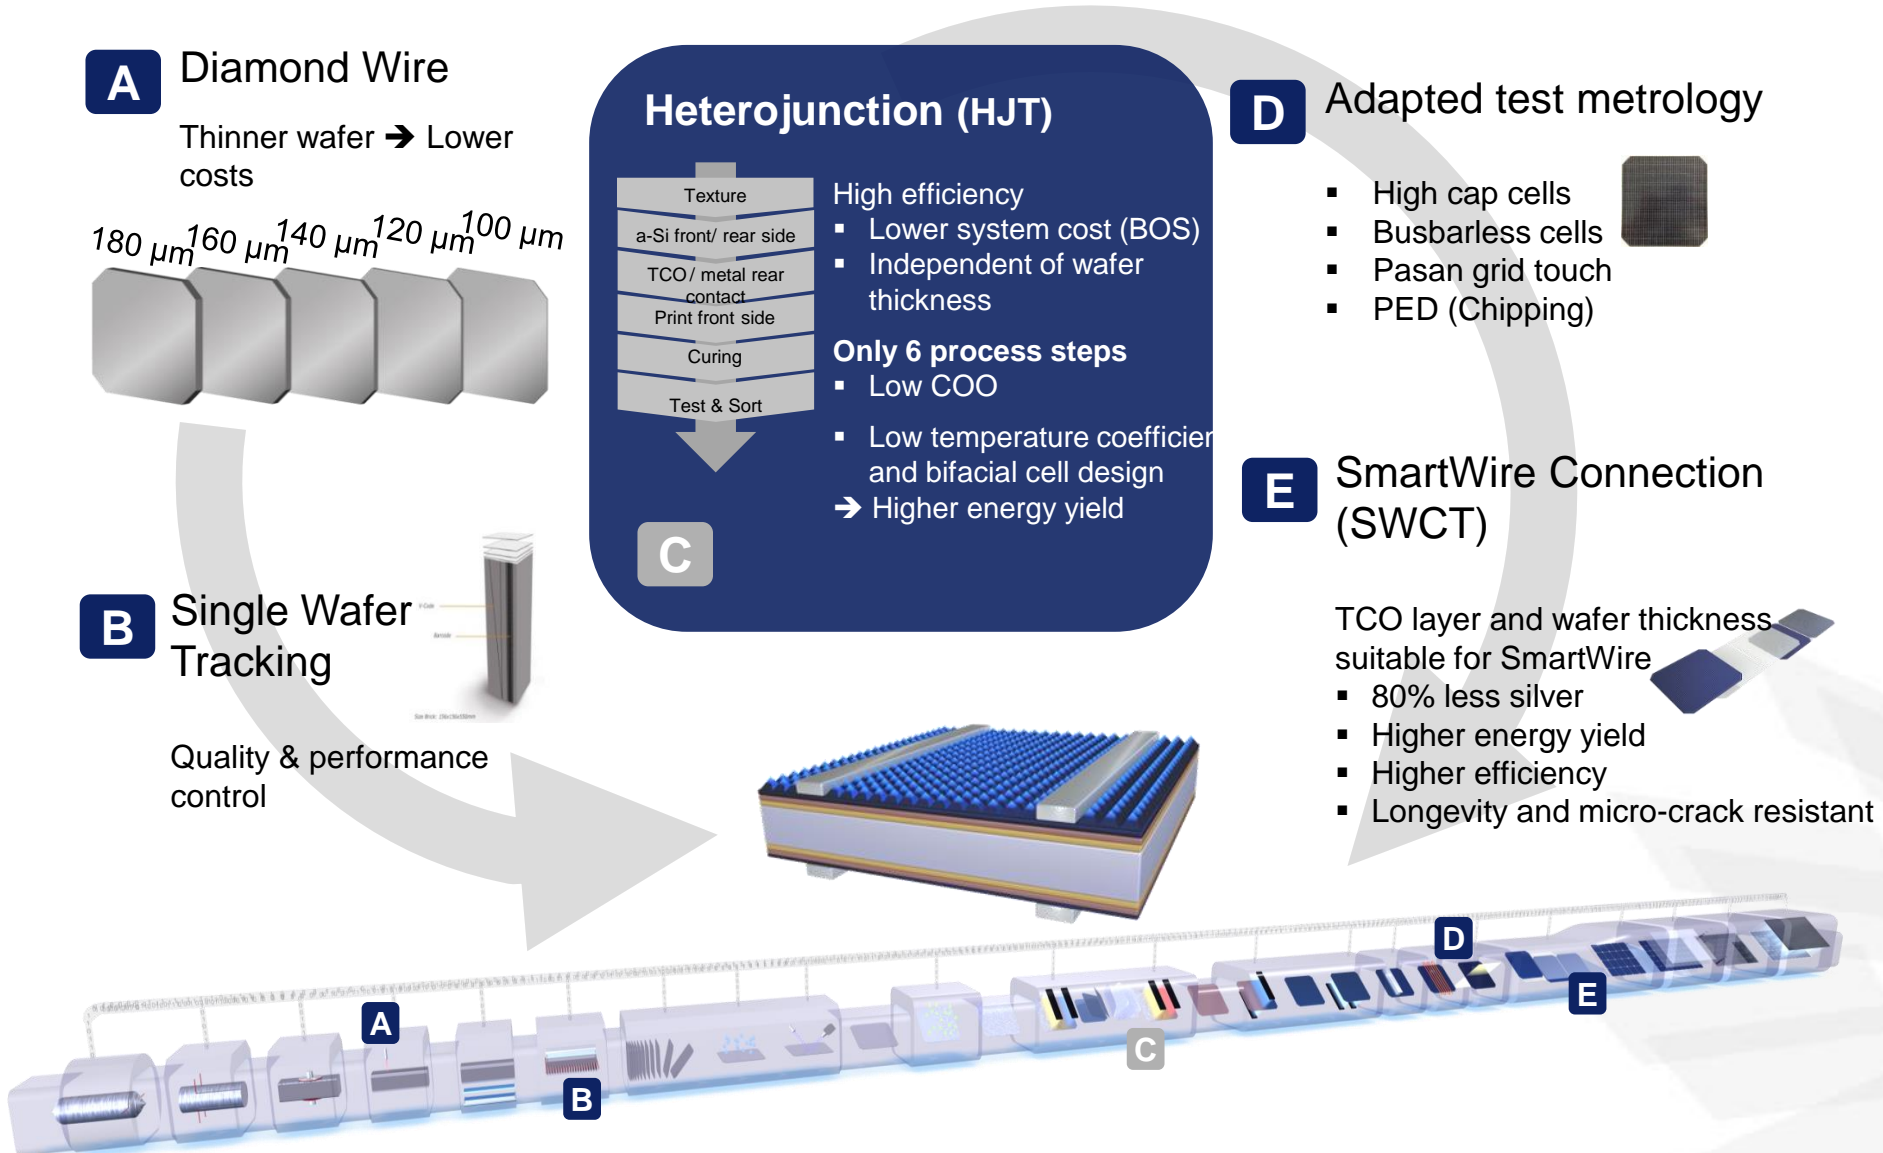 A
Diamond Wire
Thinner wafer ➔ Lower
costs
180 µm
160 µm
140 µm
120 µm
100 µm
B
Single Wafer
Tracking
Quality & performance
control
Size Brick: 156x156x550mm
Barcode
Heterojunction (HJT)
Texture
a-Si front/ rear side
TCO / metal rear
contact
Print front side
Curing
Test & Sort
High efficiency
▪ Lower system cost (BOS)
▪ Independent of wafer
thickness
Only 6 process steps
▪ Low COO
▪ Low temperature coefficier
and bifacial cell design
➔ Higher energy yield
C
D
Adapted test metrology
▪ High cap cells
▪ Busbarless cells
▪ Pasan grid touch
▪ PED (Chipping)
E
SmartWire Connection
(SWCT)
TCO layer and wafer thickness
suitable for SmartWire
▪ 80% less silver
▪ Higher energy yield
▪ Higher efficiency
▪ Longevity and micro-crack resistant
A
B
C
D
E